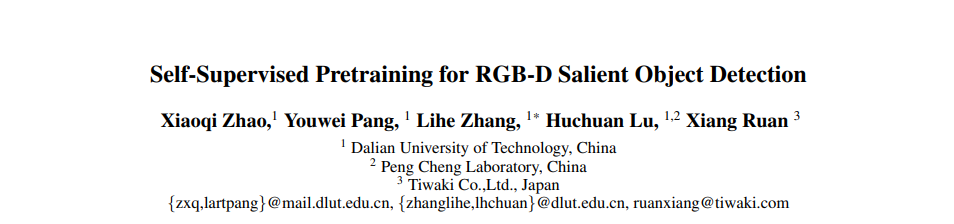 Self-Supervised Pretraining for RGB-D Salient Object Detection
Xiaoqi Zhao,1 Youwei Pang, 1 Lihe Zhang, 1* Huchuan Lu, 1,2 Xiang Ruan 3
1 Dalian University of Technology, China
2 Peng Cheng Laboratory, China
3 Tiwaki Co.,Ltd., Japan
{zxq,lartpang}@mail.dlut.edu.cn, {zhanglihe,lhchuan}@dlut.edu.cn, ruanxiang@tiwaki.com